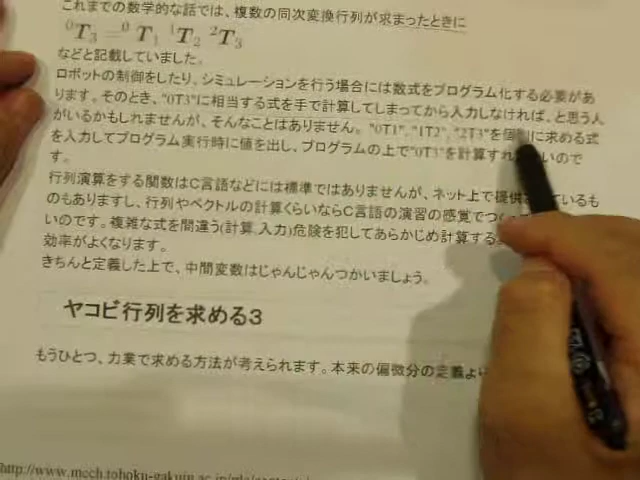 これまでの数学的な話では、複数の同次変換行列が求まったときに
⁰T₃=⁰T₁ ¹T₂ ²T₃
などと記載していました。
ロボットの制御をしたり、シミュレーションを行う場合には数式をプログラム化する必要があ
ります。そのとき、"0T3"に相当する式を手で計算してしまってから入力しなければ、と思う人
がいるかもしれませんが、そんなことはありません。"0T1", "1T2", "2T3"を個別に求める式
を入力してプログラム実行時に値を出し、プログラムの上で"0T3"を計算すれ いいので
す。
行列演算をする関数はC言語などには標準ではありませんが、ネット上で提供 ているも
のもありますし、行列やベクトルの計算くらいならC言語の演習の感覚でつく
いのです。複雑な式を間違う(計算,入力)危険を犯してあらかじめ計算する
効率がよくなります。
きちんと定義した上で、中間変数はじゃんじゃんつかいましょう。
ヤコビ行列を求める3
もうひとつ、力業で求める方法が考えられます。本来の偏微分の定義より
http://www.mech.tohoku-gakuin.ac.jp/rde/contents/